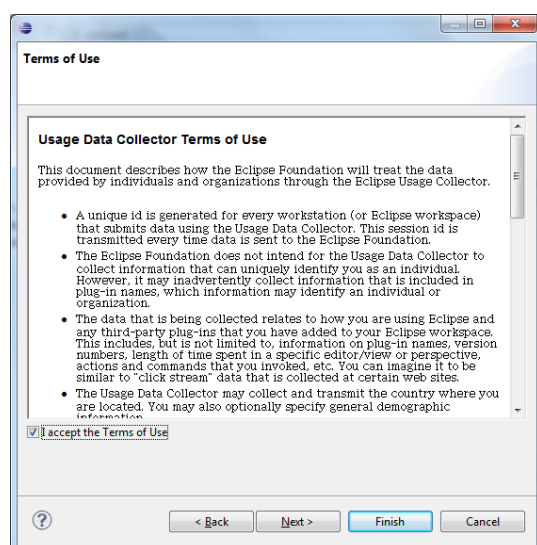 Terms of Use
Usage Data Collector Terms of Use
This document describes how the Eclipse Foundation will treat the data
provided by individuals and organizations through the Eclipse Usage Collector.
• A unique id is generated for every workstation (or Eclipse workspace)
that submits data using the Usage Data Collector. This session id is
transmitted every time data is sent to the Eclipse Foundation.
• The Eclipse Foundation does not intend for the Usage Data Collector to
collect information that can uniquely identify you as an individual.
However, it may inadvertently collect information that is included in
plug-in names, which information may identify an individual or
organization.
• The data that is being collected relates to how you are using Eclipse and
any third-party plug-ins that you have added to your Eclipse workspace.
This includes, but is not limited to, information on plug-in names, version
numbers, length of time spent in a specific editor/view or perspective,
actions and commands that you invoked, etc. You can imagine it to be
similar to "click stream" data that is collected at certain web sites.
• The Usage Data Collector may collect and transmit the country where you
are located. You may also optionally specify general demographic
information
I accept the Terms of Use
? < Back Next > Finish Cancel